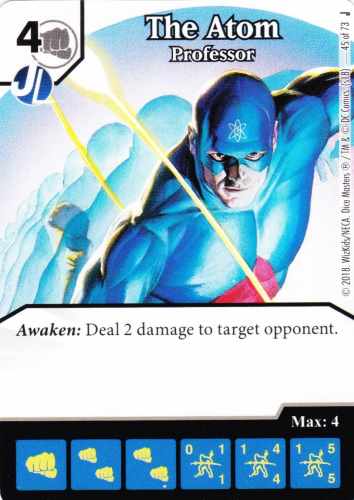 4
The Atom
Professor
JL
© 2018. WizKids/NECA. Dice Masters ® / TM & © DC Comics. (s18) — 45 of 73 J
Awaken: Deal 2 damage to target opponent.
Max: 4
0 1 1
1 4 4
1 5 5